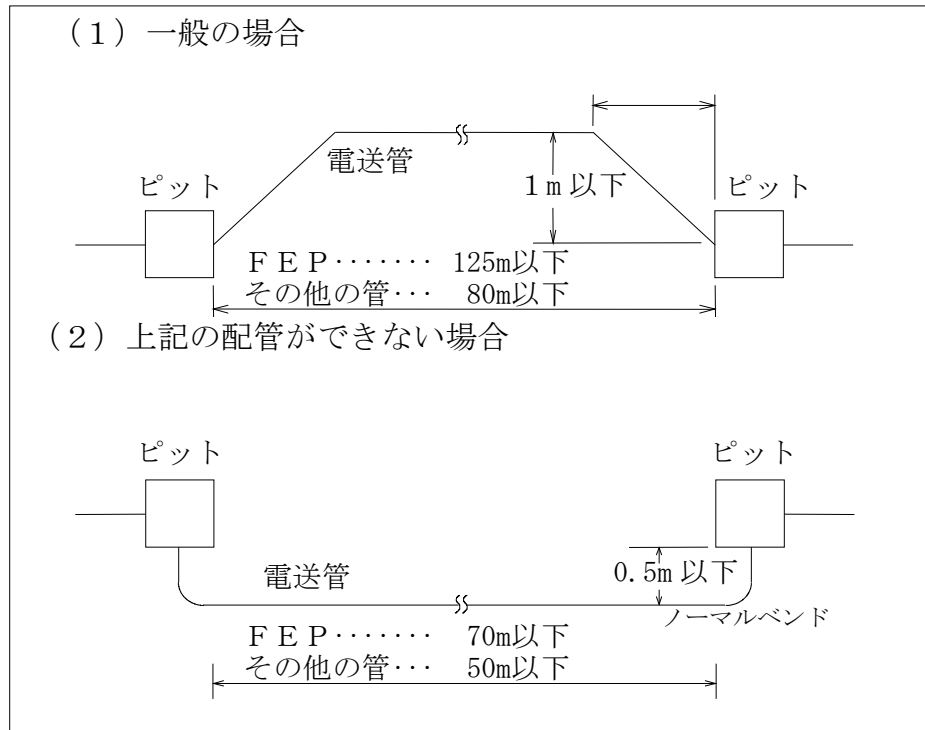 （１）一般の場合
電送管
１ｍ以下
ピット
ピット
ＦＥＰ‥‥‥‥ 125m以下
その他の管‥‥ 80m以下
（２）上記の配管ができない場合
ピット
ピット
電送管
0.5m以下
ノーマルベンド
ＦＥＰ‥‥‥‥ 70m以下
その他の管‥‥ 50m以下